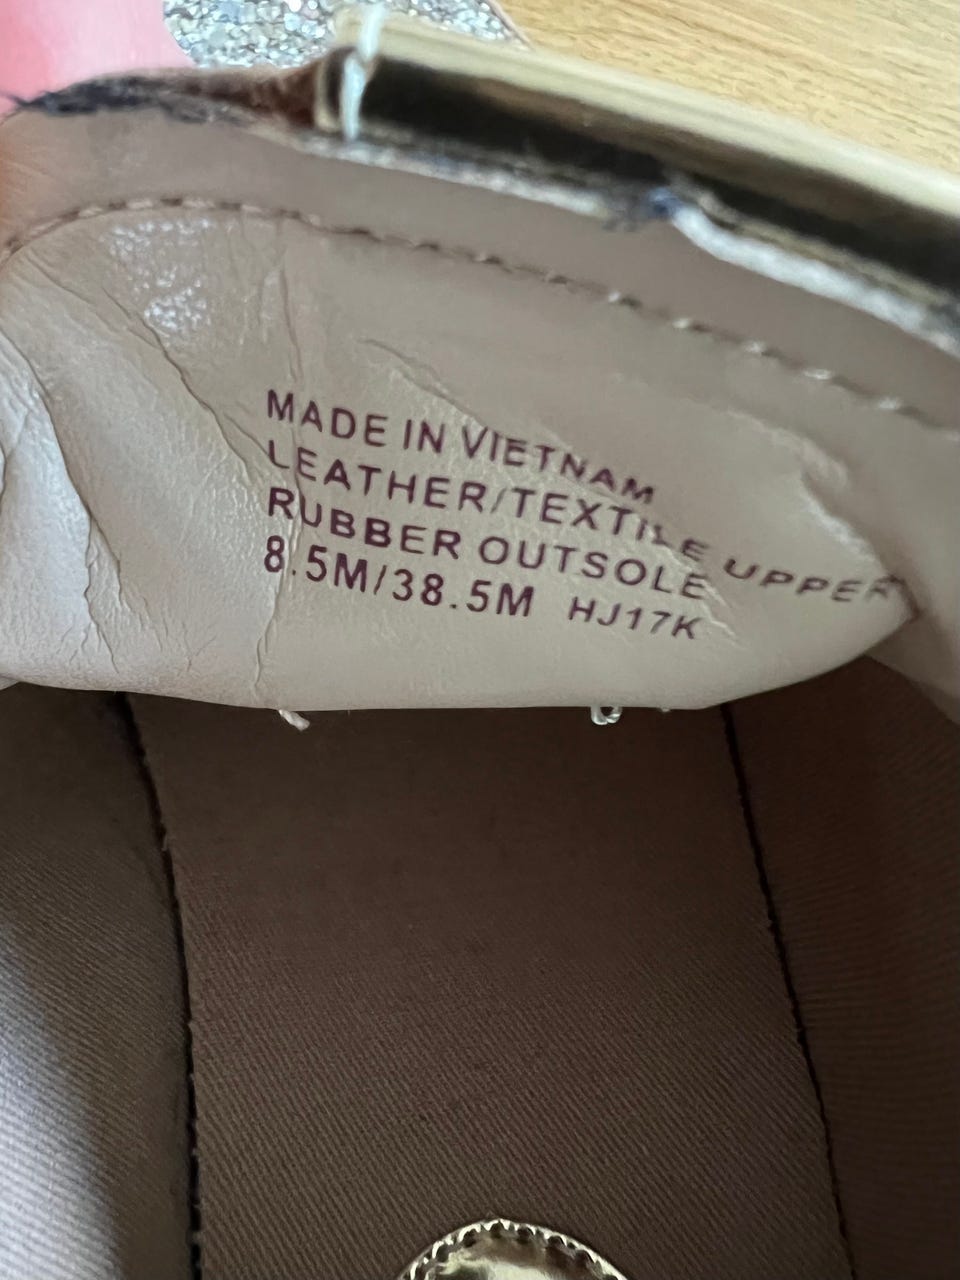 MADE IN VIETNAM
LEATHER/TEXTILE UPPER
RUBBER OUTSOLE
8.5M/38.5M HJ17K